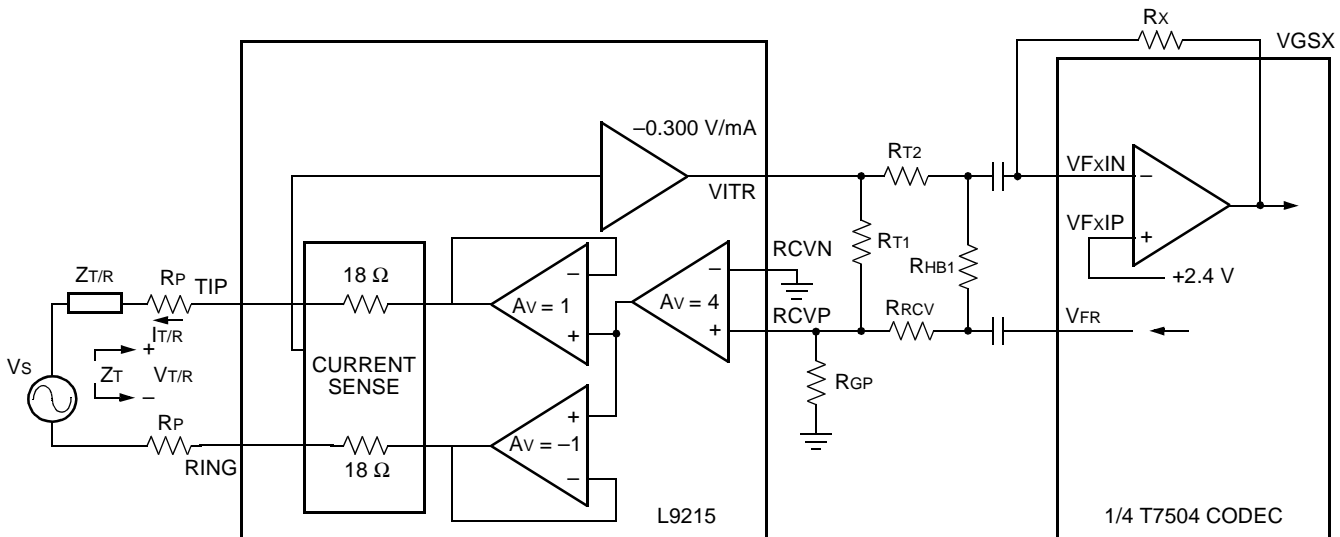 RX
VGSX
–0.300 V/mA
VITR
RT2
VFXIN
–
VFXIP
+
+2.4 V
RT1
RHB1
RCVN
RCVP
RRCV
VFR
RGP
ZT/R
RP
TIP
IT/R
VS
ZT
+
VT/R
–
RP
RING
18 Ω
CURRENT
SENSE
18 Ω
–
AV = 1
+
–
AV = 4
+
+
AV = –1
–
L9215
1/4 T7504 CODEC